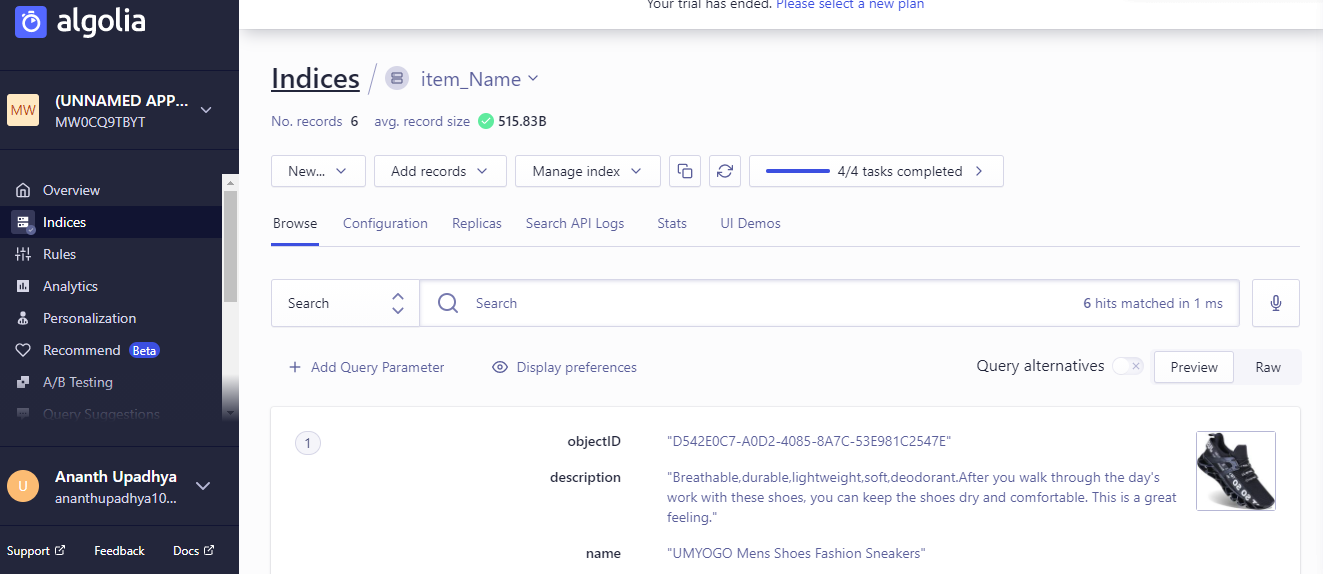 algolia
Your trial has ended. Please select a new plan
MW
(UNNAMED APP...
MW0CQ9TBYT
Overview
Indices
Rules
Analytics
Personalization
Recommend Beta
A/B Testing
Query Suggestions
U
Ananth Upadhya
ananthupadhya10...
Support Feedback Docs
Indices / item_Name
No. records 6 avg. record size 515.83B
New... Add records Manage index 4/4 tasks completed
Browse Configuration Replicas Search API Logs Stats UI Demos
Search Search 6 hits matched in 1 ms
+ Add Query Parameter Display preferences Query alternatives Preview Raw
1
objectID "D542E0C7-A0D2-4085-8A7C-53E981C2547E"
description "Breathable,durable,lightweight,soft,deodorant.After you walk through the day's
work with these shoes, you can keep the shoes dry and comfortable. This is a great
feeling."
name "UMYOGO Mens Shoes Fashion Sneakers"